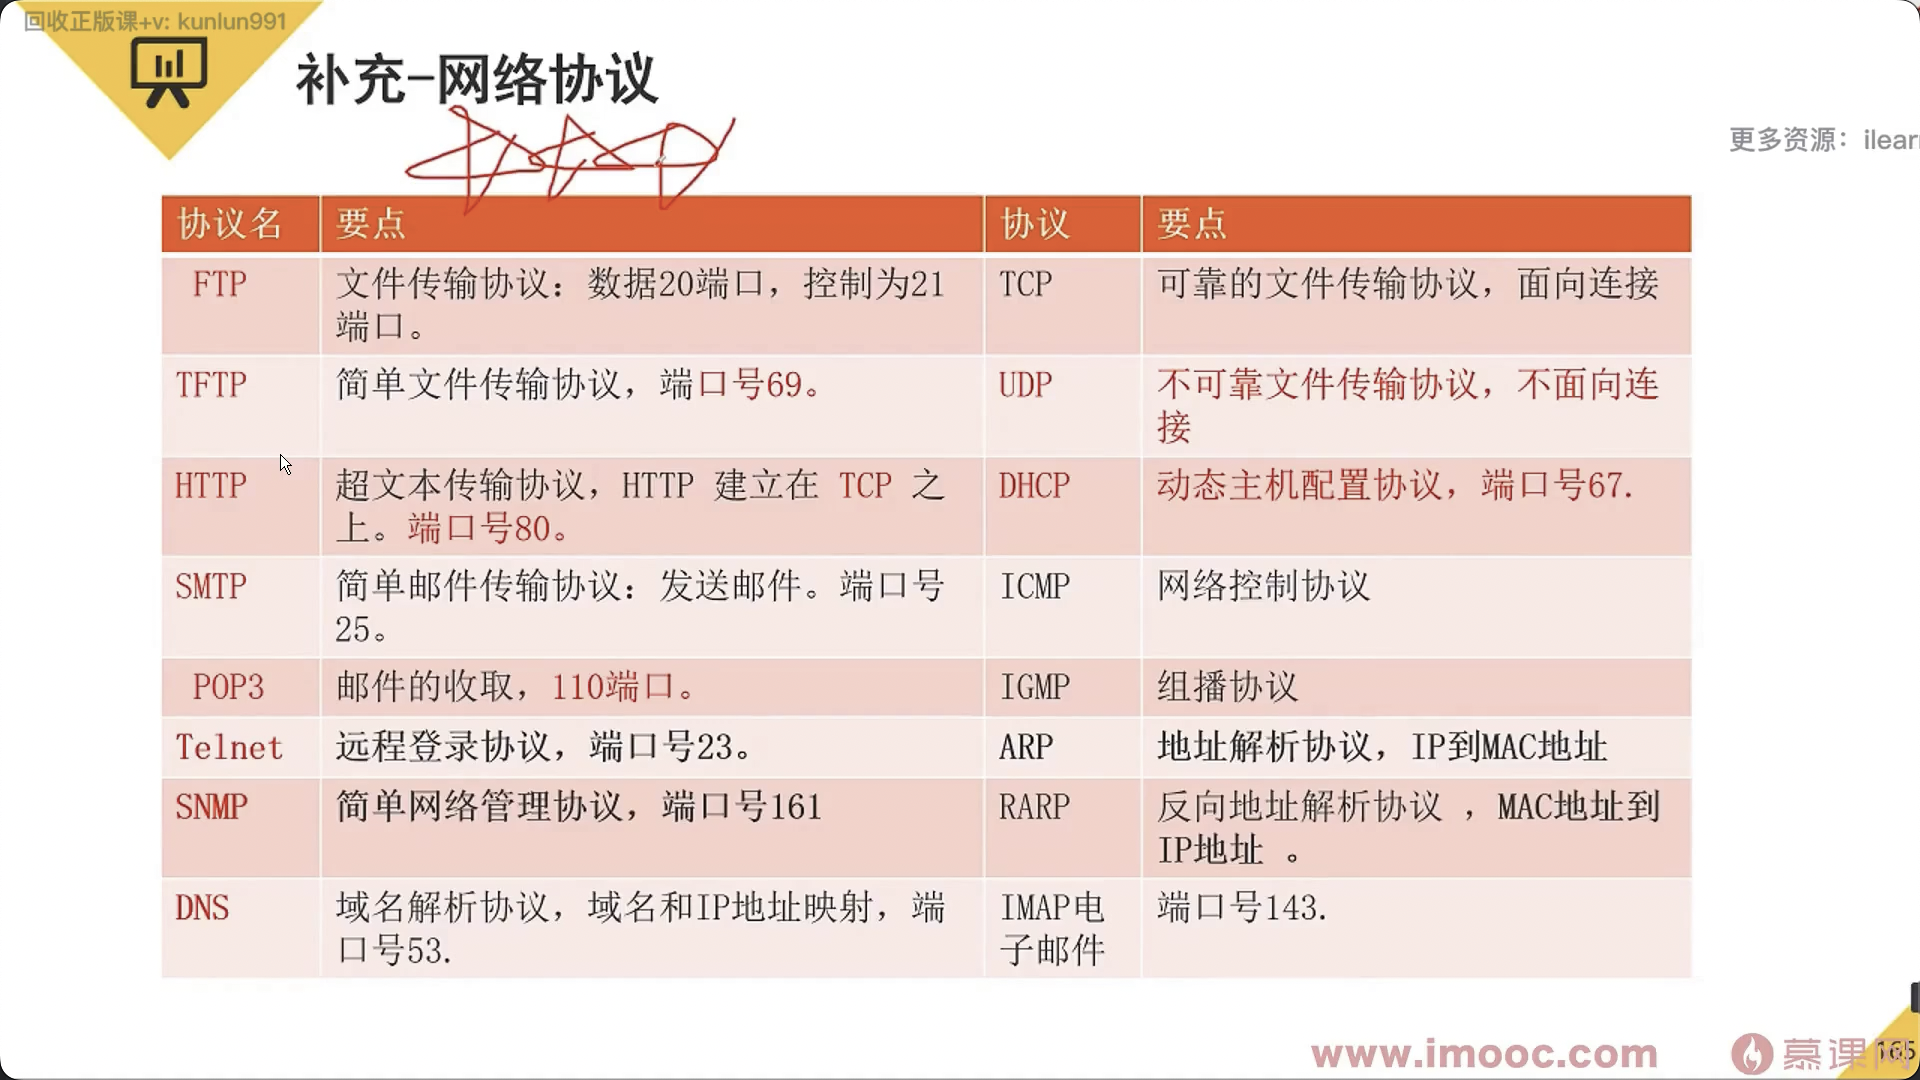 回收正版课+v: kunlun991
补充-网络协议
更多资源：ilear
协议名 要点 协议 要点
FTP 文件传输协议：数据20端口，控制为21
端口。
TCP 可靠的文件传输协议，面向连接
TFTP 简单文件传输协议，端口号69。
UDP 不可靠文件传输协议，不面向连
接
HTTP 超文本传输协议，HTTP 建立在 TCP 之
上。端口号80。
DHCP 动态主机配置协议，端口号67.
SMTP 简单邮件传输协议：发送邮件。端口号
25。
ICMP 网络控制协议
POP3 邮件的收取，110端口。
IGMP 组播协议
Telnet 远程登录协议，端口号23。
ARP 地址解析协议，IP到MAC地址
SNMP 简单网络管理协议，端口号161
RARP 反向地址解析协议 ，MAC地址到
IP地址 。
DNS 域名解析协议，域名和IP地址映射，端
口号53.
IMAP电 端口号143.
子邮件
www.imooc.com
慕课网
165